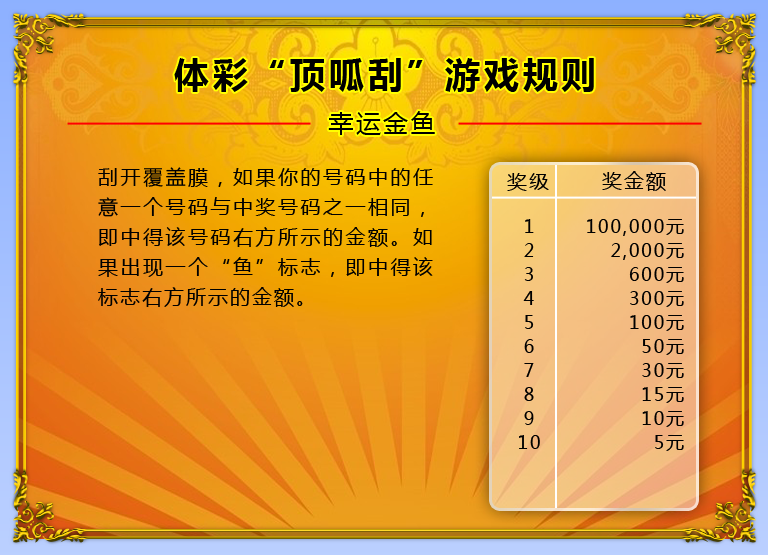 体彩“顶呱刮”游戏规则
幸运金鱼
刮开覆盖膜，如果你的号码中的任
意一个号码与中奖号码之一相同，
即中得该号码右方所示的金额。如
果出现一个“鱼”标志，即中得该
标志右方所示的金额。
奖级 奖金额
1 100,000元
2 2,000元
3 600元
4 300元
5 100元
6 50元
7 30元
8 15元
9 10元
10 5元